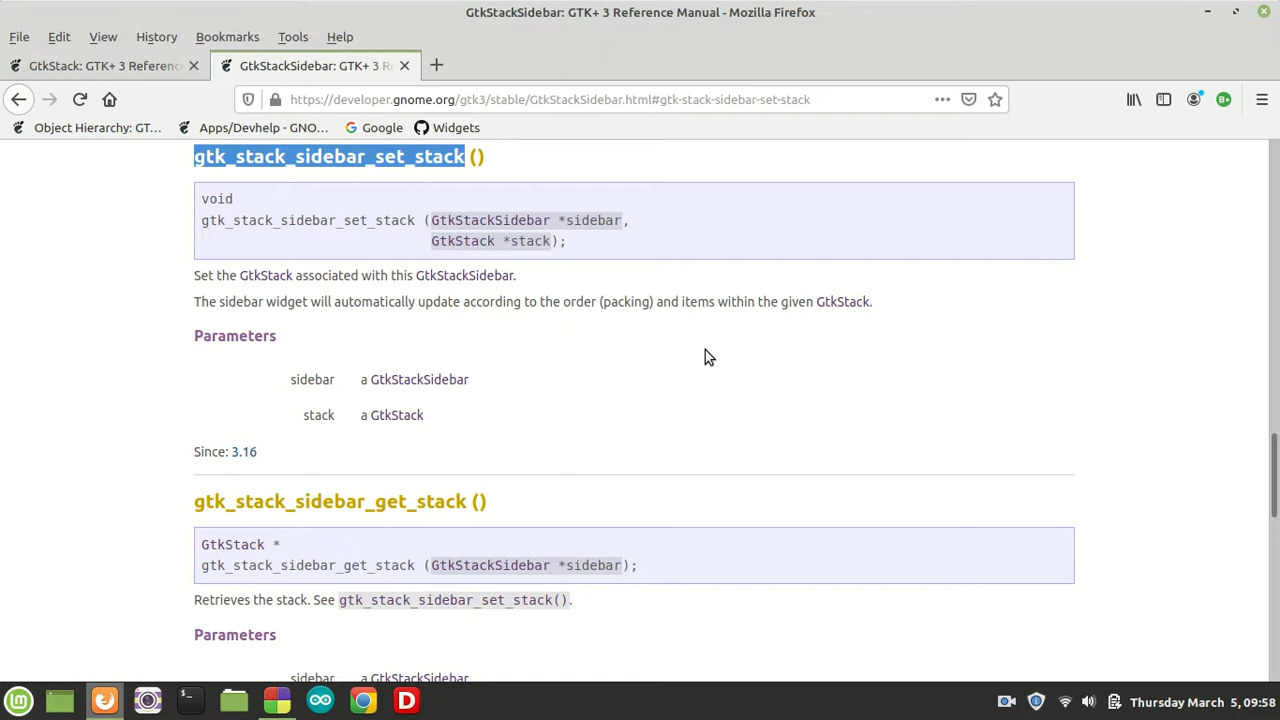 GtkStackSidebar: GTK+ 3 Reference Manual - Mozilla Firefox
File Edit View History Bookmarks Tools Help
GtkStack: GTK+ 3 Reference
GtkStackSidebar: GTK+ 3 R
https://developer.gnome.org/gtk3/stable/GtkStackSidebar.html#gtk-stack-sidebar-set-stack
B+
Object Hierarchy: GT... Apps/Devhelp - GNO... Google Widgets
gtk_stack_sidebar_set_stack ()
void
gtk_stack_sidebar_set_stack (GtkStackSidebar *sidebar,
GtkStack *stack);
Set the GtkStack associated with this GtkStackSidebar.
The sidebar widget will automatically update according to the order (packing) and items within the given GtkStack.
Parameters
sidebar a GtkStackSidebar
stack a GtkStack
Since: 3.16
gtk_stack_sidebar_get_stack ()
GtkStack *
gtk_stack_sidebar_get_stack (GtkStackSidebar *sidebar);
Retrieves the stack. See gtk_stack_sidebar_set_stack().
Parameters
sidebar a GtkStackSidebar
D
Thursday March 5, 09:58